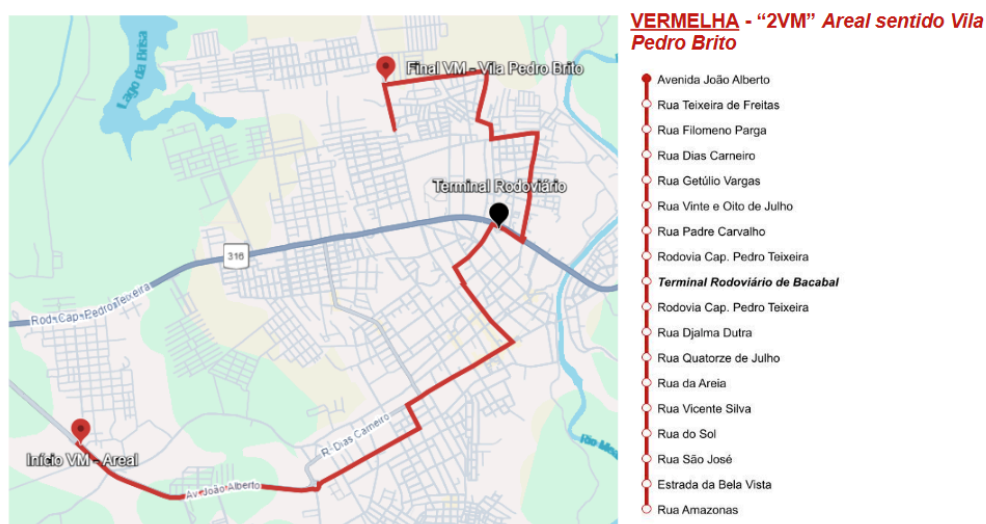 VERMELHA - “2VM” Areal sentido Vila
Pedro Brito
Lago da Brisa
Final VM - Vila Pedro Brito
Terminal Rodoviário
316
Rod. Cap. Pedro Teixeira
R. Dias Carneiro
Início VM - Areal
Av. João Alberto
Rio
Avenida João Alberto
Rua Teixeira de Freitas
Rua Filomeno Parga
Rua Dias Carneiro
Rua Getúlio Vargas
Rua Vinte e Oito de Julho
Rua Padre Carvalho
Rodovia Cap. Pedro Teixeira
Terminal Rodoviário de Bacabal
Rodovia Cap. Pedro Teixeira
Rua Djalma Dutra
Rua Quatorze de Julho
Rua da Areia
Rua Vicente Silva
Rua do Sol
Rua São José
Estrada da Bela Vista
Rua Amazonas